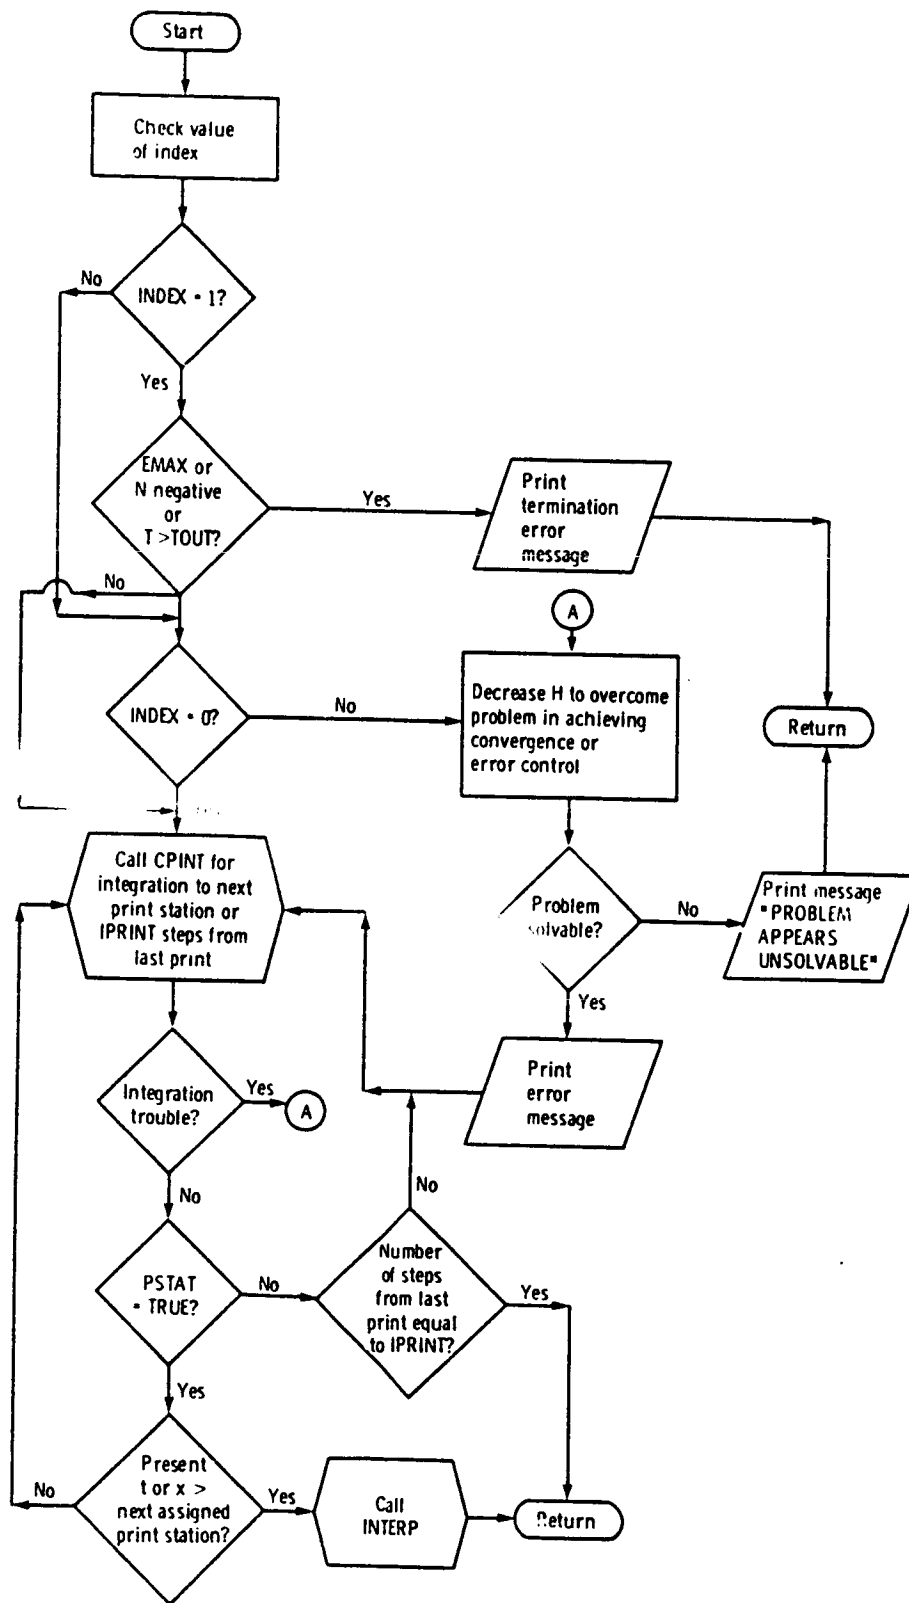 Start
Check value
of index
No
INDEX = 1?
Yes
EMAX or
N negative
or
T >TOUT?
Yes
Print
termination
error
message
No
A
INDEX = 0?
No
Decrease H to overcome
problem in achieving
convergence or
error control
Return
Call CPINT for
integration to next
print station or
IPRINT steps from
last print
Problem
solvable?
No
Print message
"PROBLEM
APPEARS
UNSOLVABLE"
Yes
Integration
trouble?
Yes
A
Print
error
message
No
No
PSTAT
= TRUE?
No
Number
of steps
from last
print equal
to IPRINT?
Yes
Yes
Present
t or x >
next assigned
print station?
No
Yes
Call
INTERP
Return